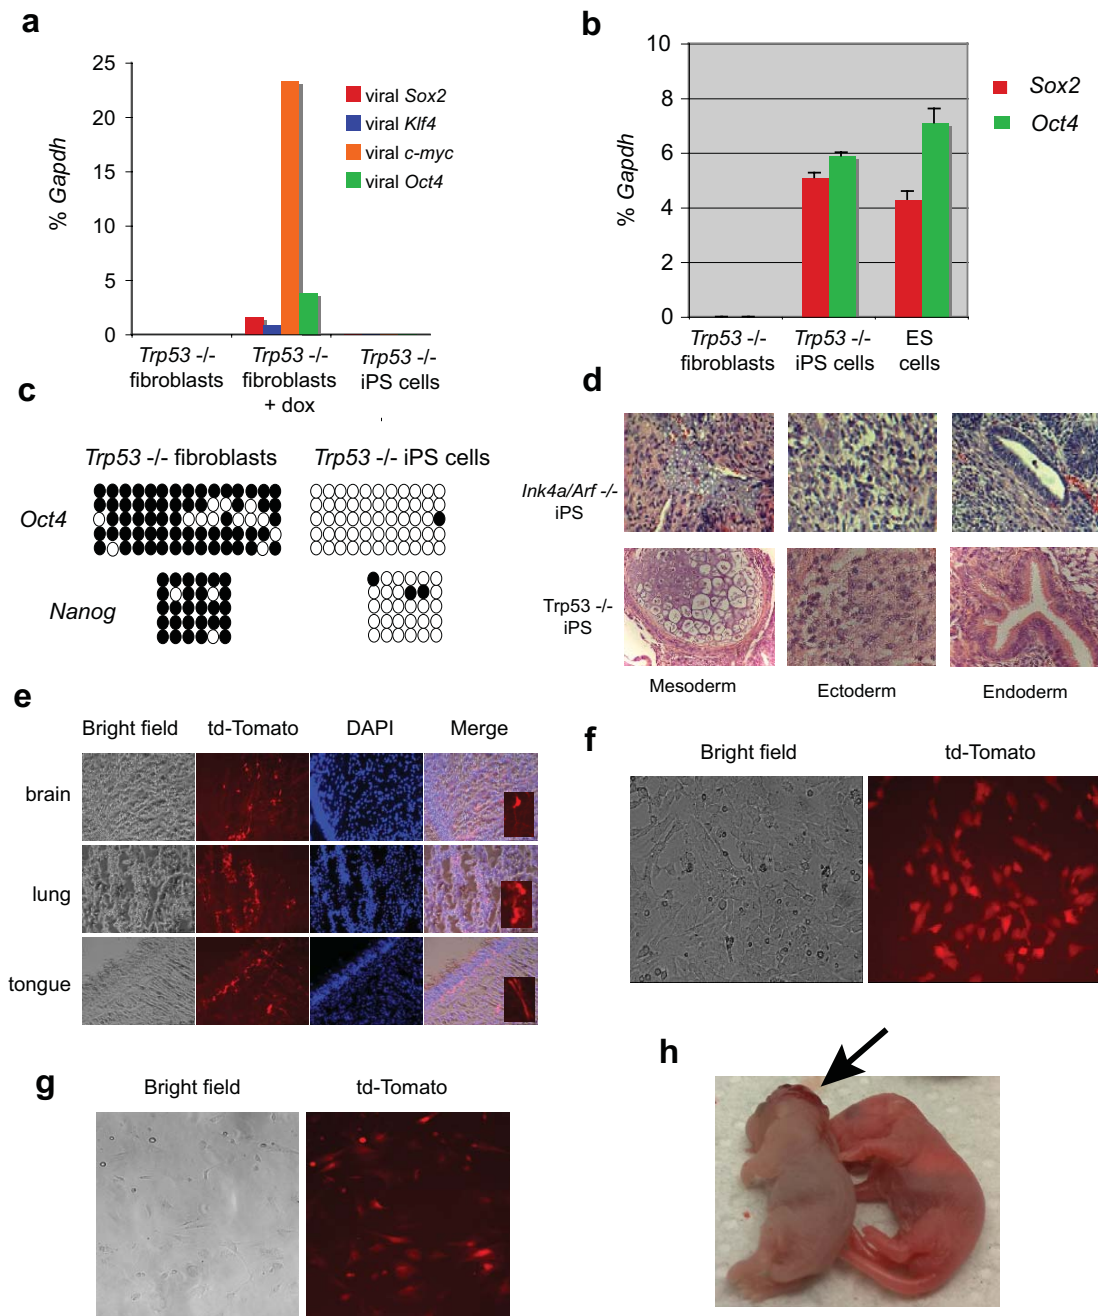 a
25
20
15
10
5
0
% Gapdh
viral Sox2
viral Klf4
viral c-myc
viral Oct4
Trp53 -/-
fibroblasts
Trp53 -/-
fibroblasts
+ dox
Trp53 -/-
iPS cells
b
10
8
6
4
2
0
% Gapdh
Sox2
Oct4
Trp53 -/-
fibroblasts
Trp53 -/-
iPS cells
ES
cells
c
Trp53 -/- fibroblasts
Trp53 -/- iPS cells
Oct4
Nanog
d
Ink4a/Arf -/-
iPS
Trp53 -/-
iPS
Mesoderm
Ectoderm
Endoderm
e
Bright field
td-Tomato
DAPI
Merge
brain
lung
tongue
f
Bright field
td-Tomato
g
Bright field
td-Tomato
h